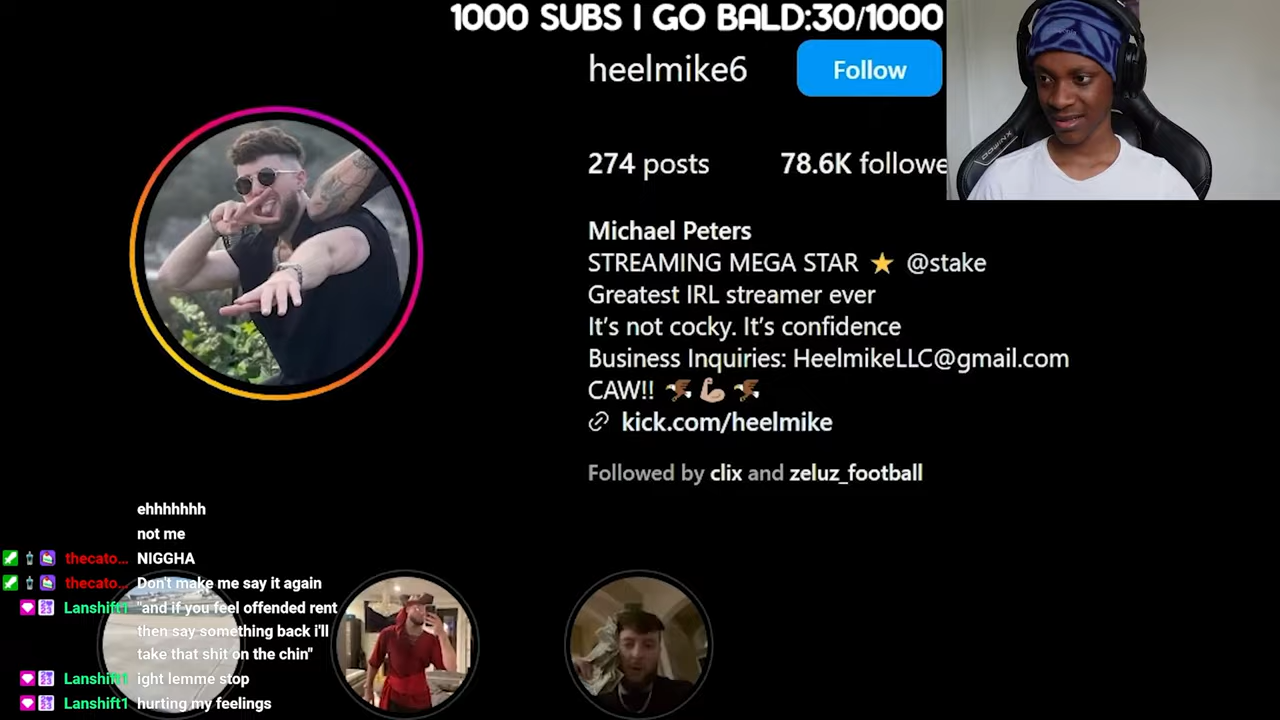 1000 SUBS I GO BALD:30/1000
heelmike6
Follow
274 posts
78.6K followe
Michael Peters
STREAMING MEGA STAR ⭐ @stake
Greatest IRL streamer ever
It's not cocky. It's confidence
Business Inquiries: HeelmikeLLC@gmail.com
CAW!! 🦅💪🏼🦅
kick.com/heelmike
Followed by clix and zeluz_football
ehhhhhhh
not me
thecato... NIGGHA
thecato... Don't make me say it again
Lanshift1 "and if you feel offended rent
then say something back i'll
take that shit on the chin"
Lanshift1 ight lemme stop
Lanshift1 hurting my feelings